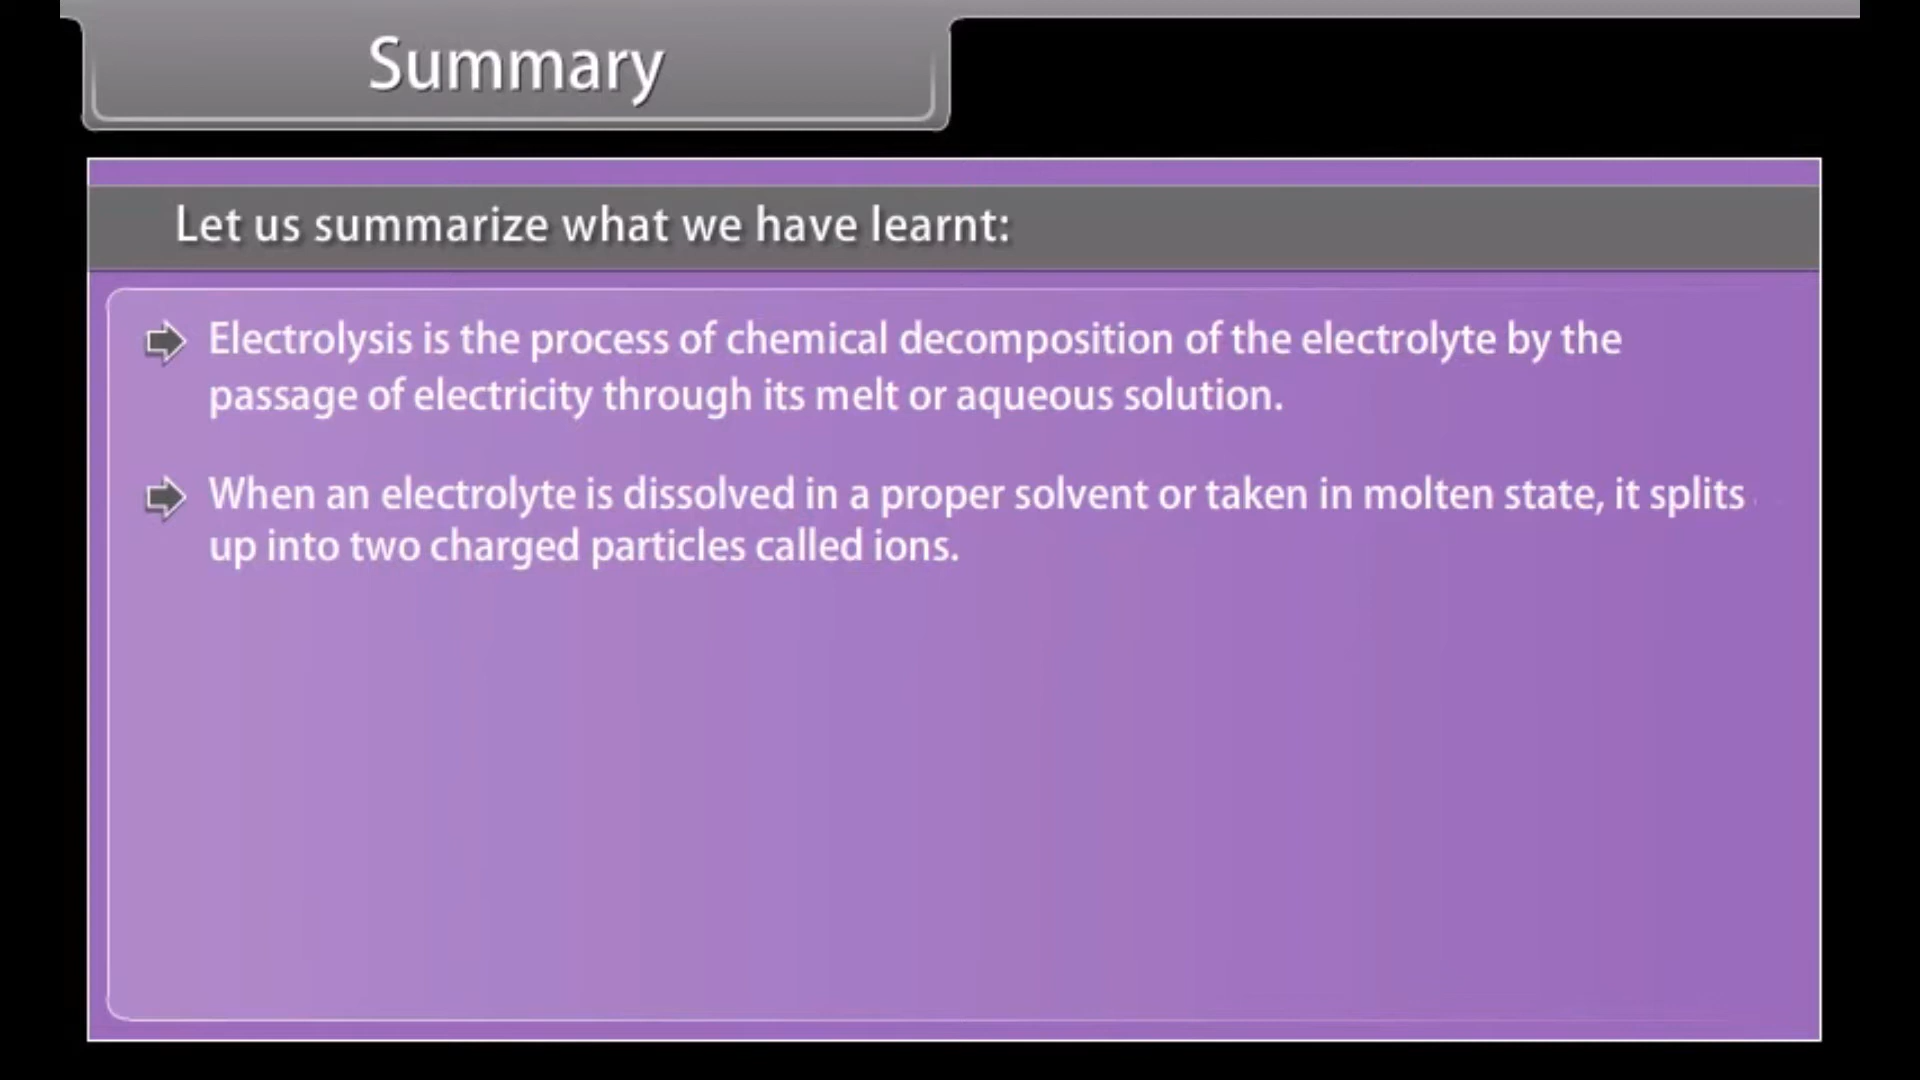 Summary
Let us summarize what we have learnt:
Electrolysis is the process of chemical decomposition of the electrolyte by the
passage of electricity through its melt or aqueous solution.
When an electrolyte is dissolved in a proper solvent or taken in molten state, it splits
up into two charged particles called ions.